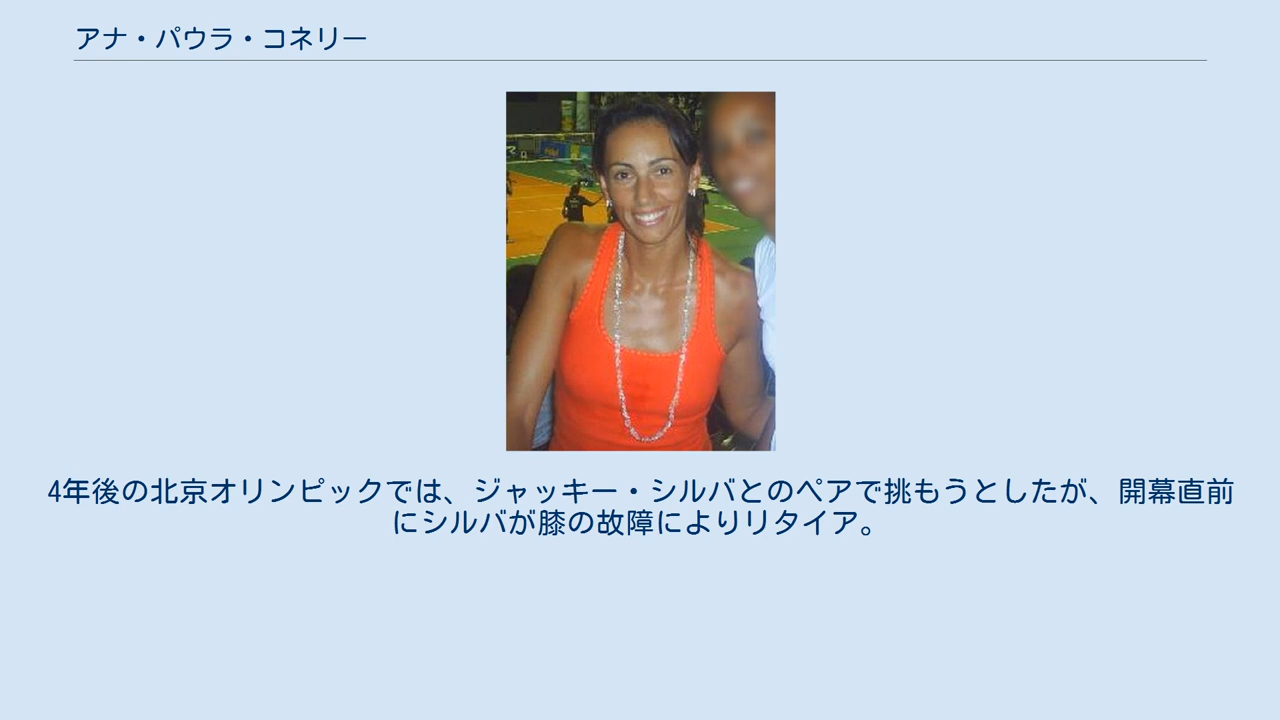 アナ・パウラ・コネリー
4年後の北京オリンピックでは、ジャッキー・シルバとのペアで挑もうとしたが、開幕直前
にシルバが膝の故障によりリタイア。